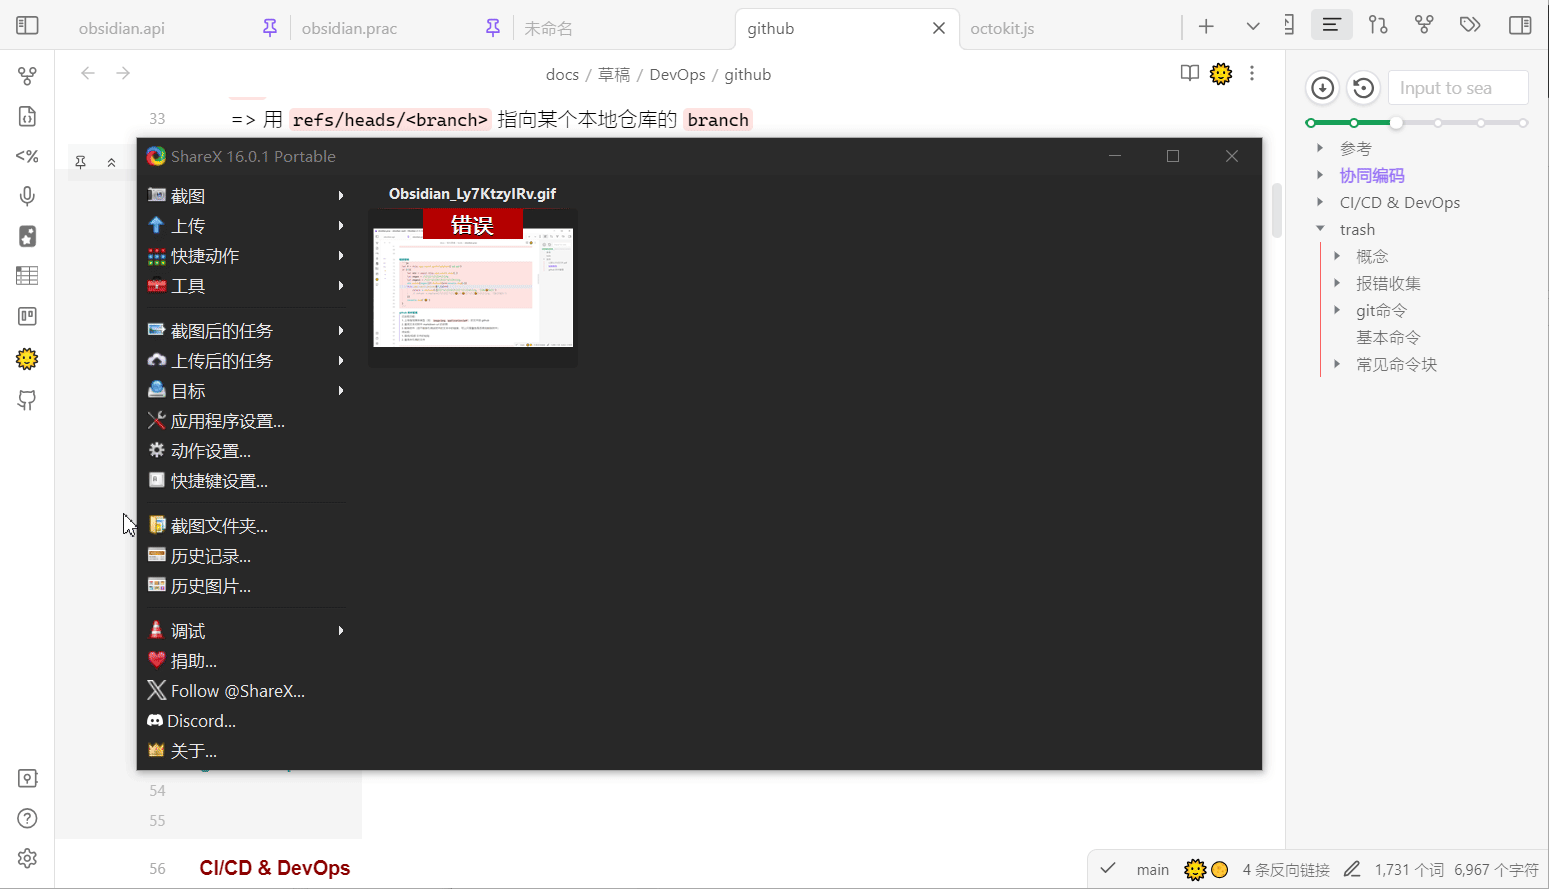 obsidian.api
obsidian.prac
未命名
github
octokit.js
docs / 草稿 / DevOps / github
Input to sea
33
=> 用 refs/heads/<branch> 指向某个本地仓库的 branch
ShareX 16.0.1 Portable
截图
上传
快捷动作
工具
截图后的任务
上传后的任务
目标
应用程序设置...
动作设置...
快捷键设置...
截图文件夹...
历史记录...
历史图片...
调试
捐助...
Follow @ShareX...
Discord...
关于...
Obsidian_Ly7KtzyIRv.gif
错误
参考
协同编码
CI/CD & DevOps
trash
概念
报错收集
git命令
基本命令
常见命令块
54
55
56
CI/CD & DevOps
main
4 条反向链接
1,731 个词
6,967 个字符